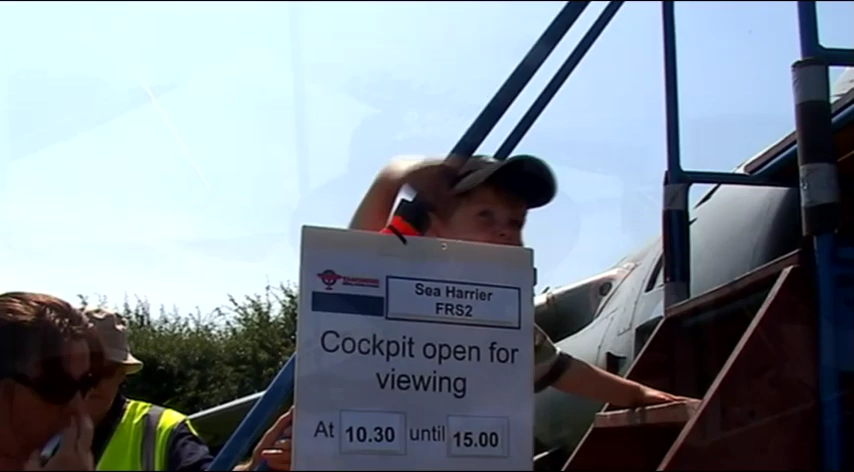 Sea Harrier
FRS2
Cockpit open for
viewing
At 10.30 until 15.00